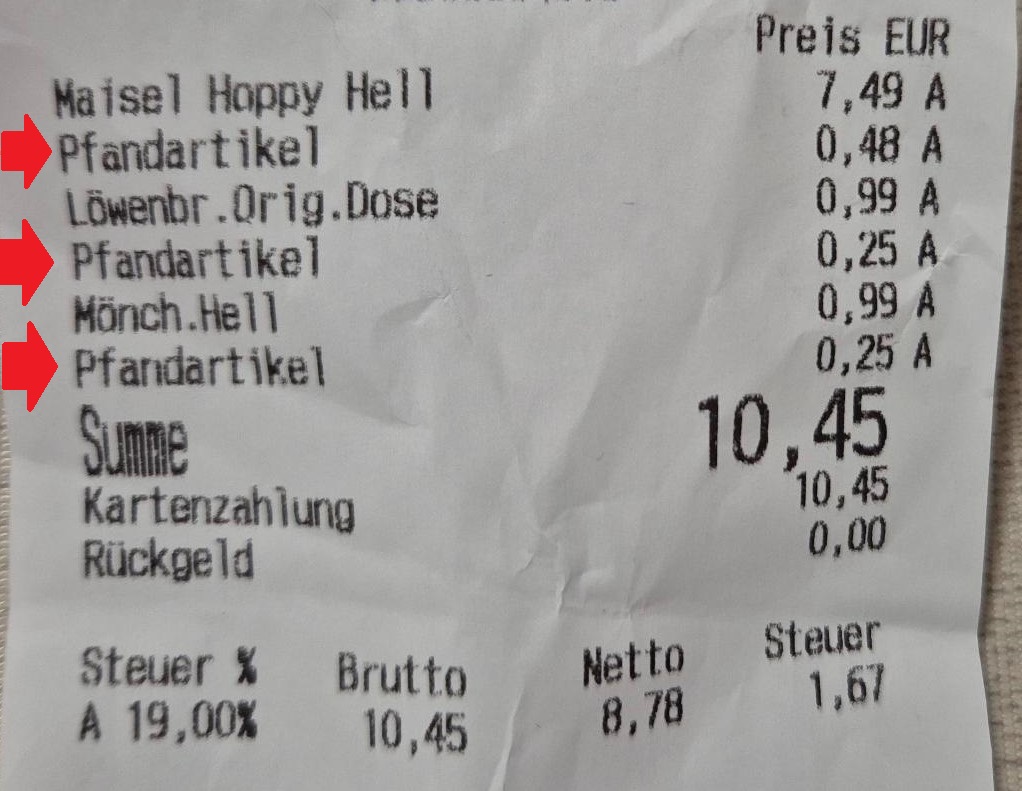 Preis EUR
Maisel Hoppy Hell 7,49 A
Pfandartikel 0,48 A
Löwenbr.Orig.Dose 0,99 A
Pfandartikel 0,25 A
Mönch.Hell 0,99 A
Pfandartikel 0,25 A
Summe 10,45
Kartenzahlung 10,45
Rückgeld 0,00
Steuer % Brutto Netto Steuer
A 19,00% 10,45 8,78 1,67